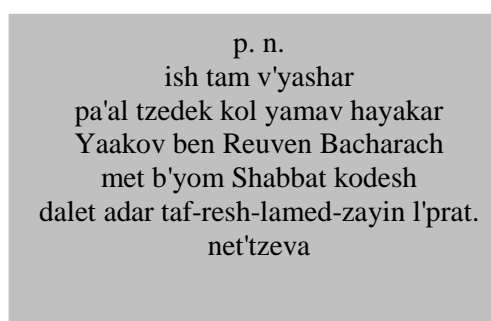 p. n.
ish tam v'yashar
pa'al tzedek kol yamav hayakar
Yaakov ben Reuven Bacharach
met b'yom Shabbat kodesh
dalet adar taf-resh-lamed-zayin l'prat.
net'tzeva